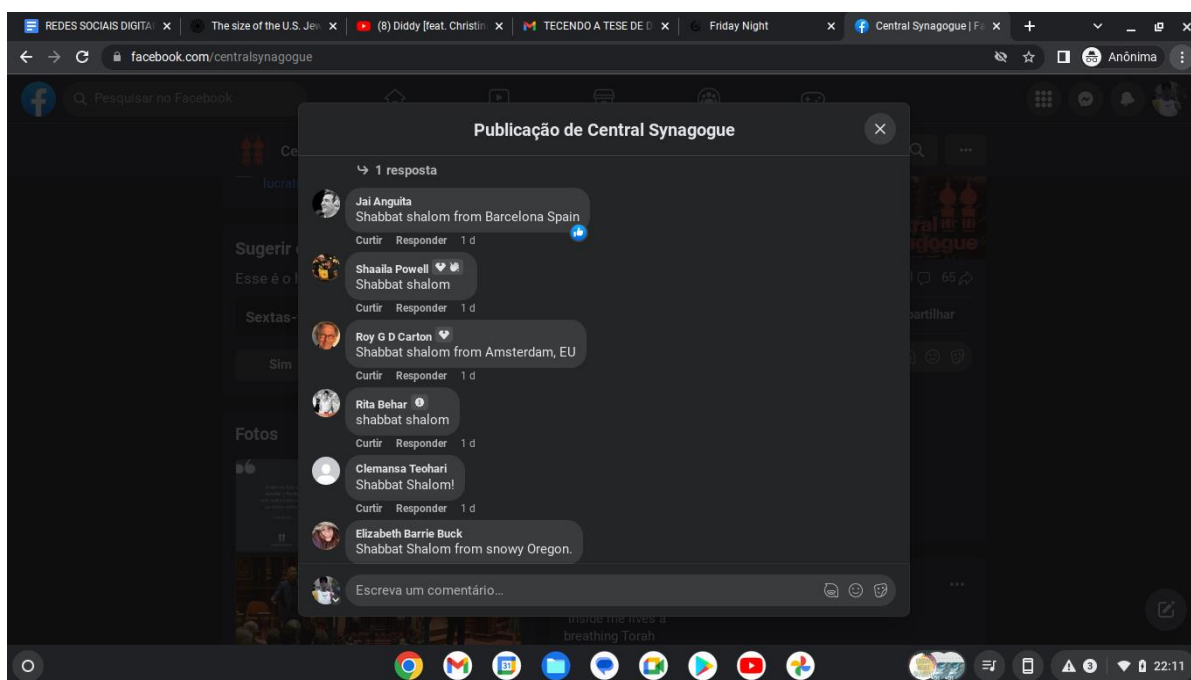 REDES SOCIAIS DIGITA
The size of the U.S. Jew
(8) Diddy [feat. Christin
TECENDO A TESE DE D
Friday Night
Central Synagogue | Fa
facebook.com/centralsynagogue
Anônima
Pesquisar no Facebook
Publicação de Central Synagogue
Ce
1 resposta
lucrat
Jai Anguita
Shabbat shalom from Barcelona Spain
Curtir Responder 1 d
Sugerir
Shaaila Powell
Esse é o
Shabbat shalom
65
Curtir Responder 1 d
Sextas-
partilhar
Roy G D Carton
Shabbat shalom from Amsterdam, EU
Sim
Curtir Responder 1 d
Rita Behar
shabbat shalom
Fotos
Curtir Responder 1 d
Clemansa Teohari
Shabbat Shalom!
Curtir Responder 1 d
Elizabeth Barrie Buck
Shabbat Shalom from snowy Oregon.
Escreva um comentário...
inside me lives a
breathing Torah
31
3
22:11